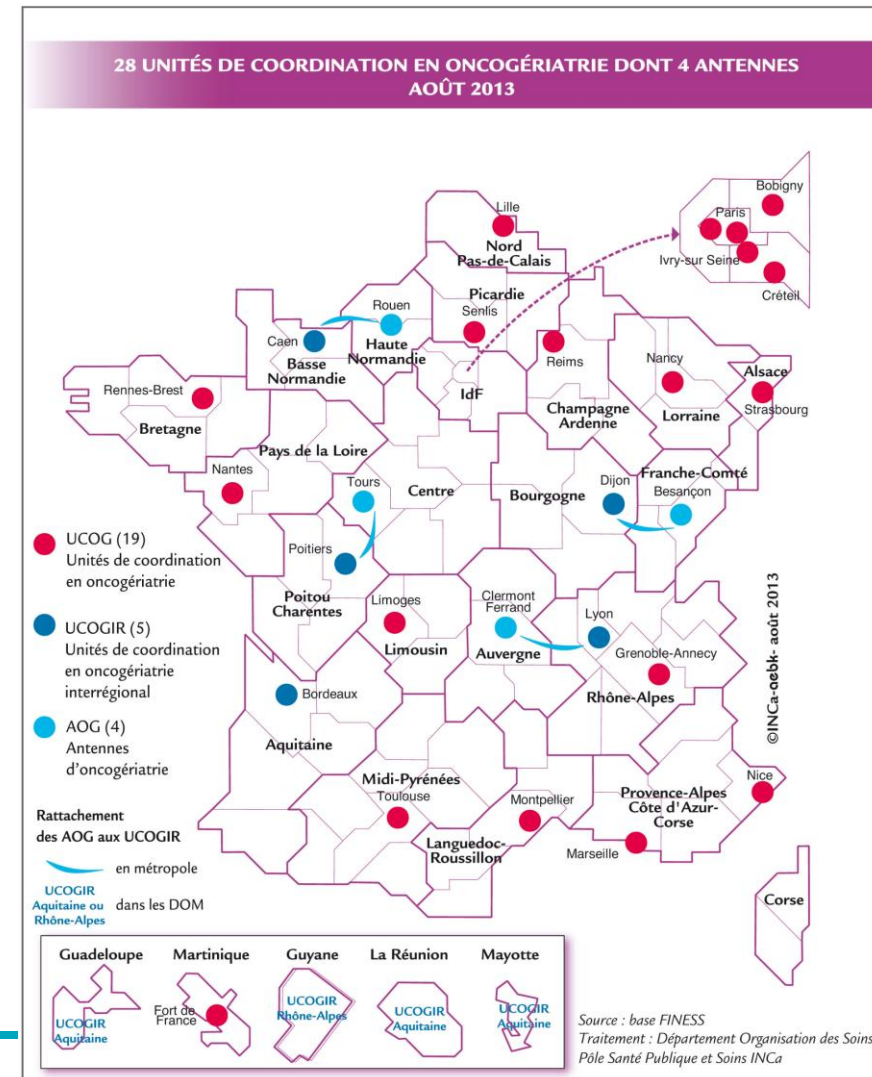 28 UNITÉS DE COORDINATION EN ONCOGÉRIATRIE DONT 4 ANTENNES
AOÛT 2013
Bobigny
Paris
Ivry-sur Seine
Créteil
Lille
Nord
Pas-de-Calais
Picardie
Senlis
Rouen
Haute
Normandie
Caen
Basse
Normandie
IdF
Reims
Champagne
Ardenne
Nancy
Lorraine
Alsace
Strasbourg
Rennes-Brest
Bretagne
Pays de la Loire
Nantes
Tours
Centre
Bourgogne
Dijon
Franche-Comté
Besançon
Poitiers
Poitou
Charentes
Limoges
Limousin
Clermont
Ferrand
Auvergne
Lyon
Grenoble-Annecy
Rhône-Alpes
Bordeaux
Aquitaine
Midi-Pyrénées
Toulouse
Montpellier
Languedoc-
Roussillon
Provence-Alpes
Côte d'Azur-
Corse
Nice
Marseille
Corse
©INCa-oebk- août 2013
UCOG (19)
Unités de coordination
en oncogériatrie
UCOGIR (5)
Unités de coordination
en oncogériatrie
interrégional
AOG (4)
Antennes
d'oncogériatrie
Rattachement
des AOG aux UCOGIR
en métropole
UCOGIR
Aquitaine ou
Rhône-Alpes
dans les DOM
Guadeloupe
UCOGIR
Aquitaine
Martinique
Fort de
France
Guyane
UCOGIR
Rhône-Alpes
La Réunion
UCOGIR
Aquitaine
Mayotte
UCOGIR
Aquitaine
Source : base FINESS
Traitement : Département Organisation des Soins
Pôle Santé Publique et Soins INCa